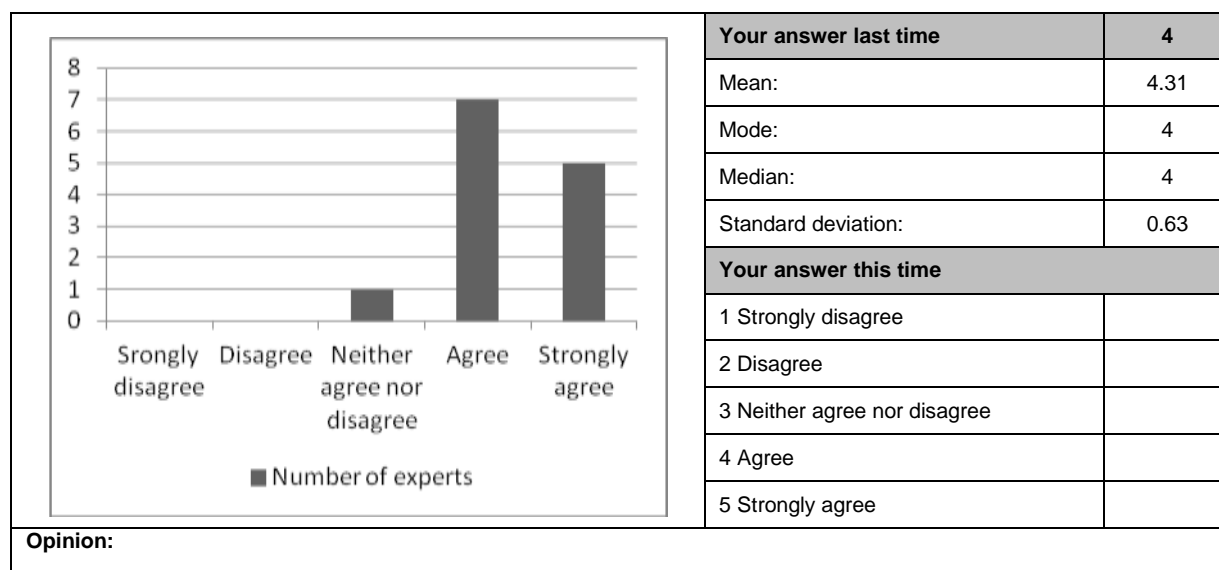 8
7
6
5
4
3
2
1
0
Srongly
disagree
Disagree
Neither
agree nor
disagree
Agree
Strongly
agree
Number of experts
Your answer last time 4
Mean: 4.31
Mode: 4
Median: 4
Standard deviation: 0.63
Your answer this time
1 Strongly disagree
2 Disagree
3 Neither agree nor disagree
4 Agree
5 Strongly agree
Opinion: